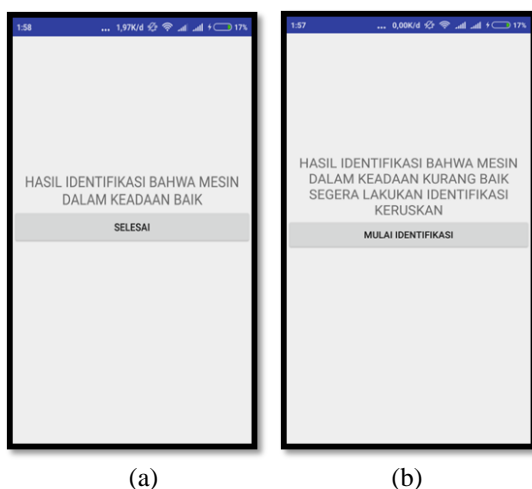 1:58 ... 1,97K/d 17%
HASIL IDENTIFIKASI BAHWA MESIN
DALAM KEADAAN BAIK
SELESAI
(a)
1:57 ... 0,00K/d 17%
HASIL IDENTIFIKASI BAHWA MESIN
DALAM KEADAAN KURANG BAIK
SEGERA LAKUKAN IDENTIFIKASI
KERUSKAN
MULAI IDENTIFIKASI
(b)